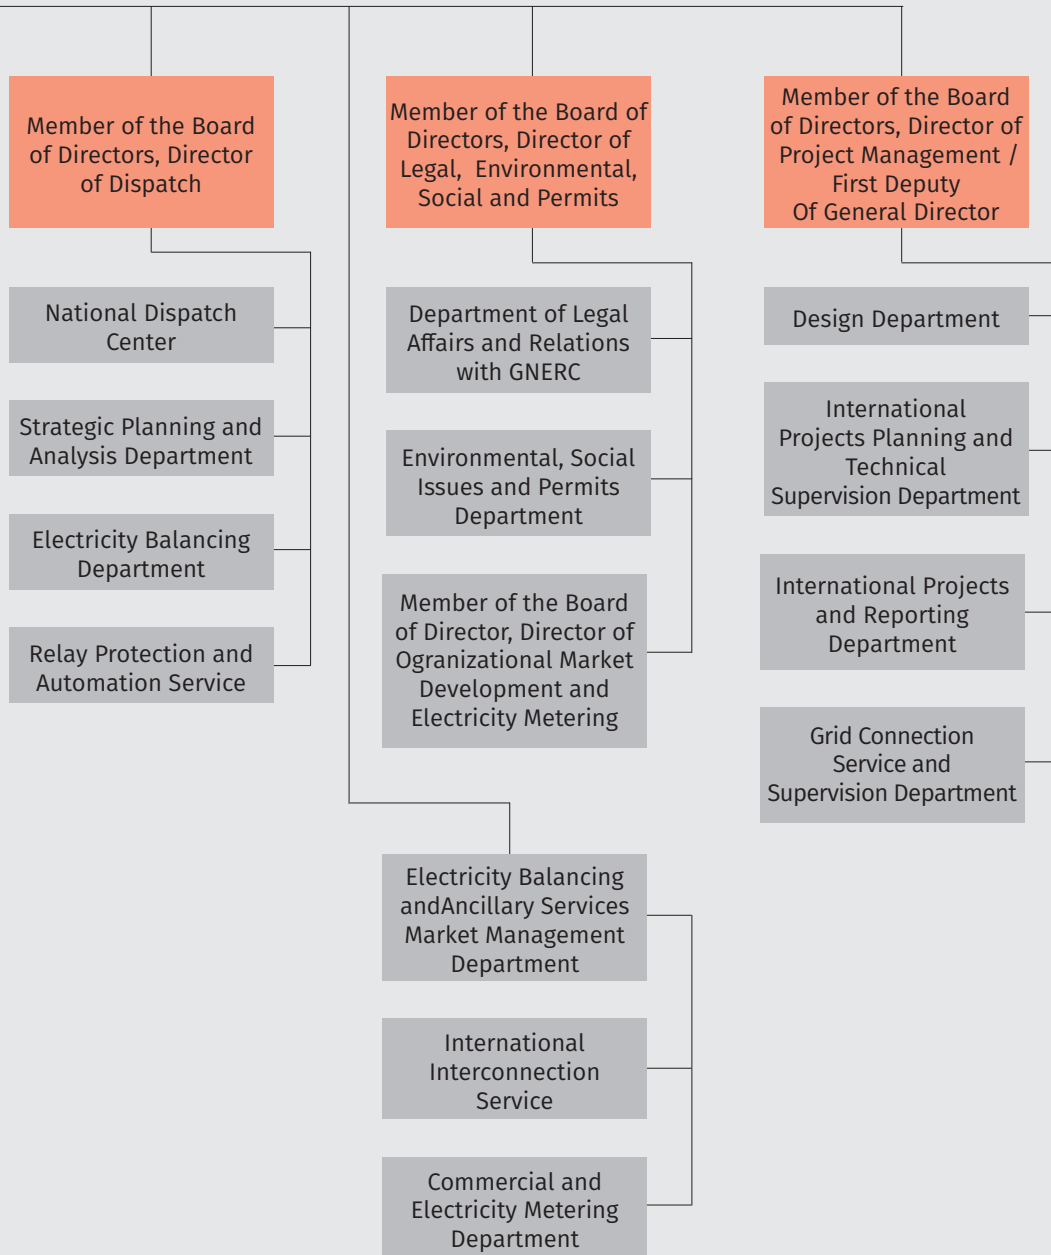 Member of the Board
of Directors, Director
of Dispatch
National Dispatch
Center
Strategic Planning and
Analysis Department
Electricity Balancing
Department
Relay Protection and
Automation Service
Member of the Board of
Directors, Director of
Legal, Environmental,
Social and Permits
Department of Legal
Affairs and Relations
with GNERC
Environmental, Social
Issues and Permits
Department
Member of the Board
of Director, Director of
Ogranizational Market
Development and
Electricity Metering
Electricity Balancing
andAncillary Services
Market Management
Department
International
Interconnection
Service
Commercial and
Electricity Metering
Department
Member of the Board
of Directors, Director of
Project Management /
First Deputy
Of General Director
Design Department
International
Projects Planning and
Technical
Supervision Department
International Projects
and Reporting
Department
Grid Connection
Service and
Supervision Department